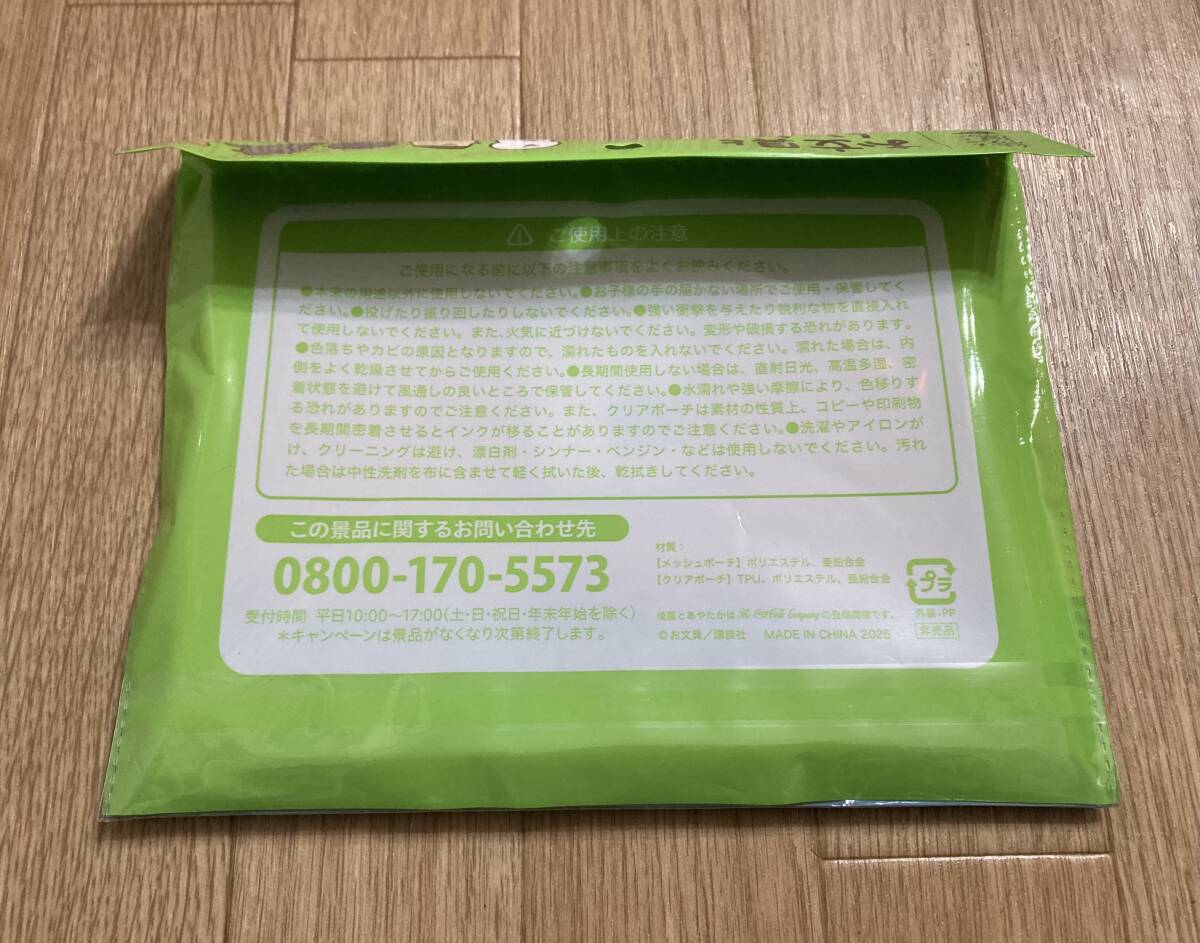 ご使用上の注意
ご使用になる前に以下の注意事項をよくお読みください。
●本来の用途以外に使用しないでください。●お子様の手の届かない場所でご使用・保管してく
ださい。●投げたり振り回したりしないでください。●強い衝撃を与えたり鋭利な物を直接入れ
て使用しないでください。また、火気に近づけないでください。変形や破損する恐れがあります。
●色落ちやカビの原因となりますので、濡れたものを入れないでください。濡れた場合は、内
側をよく乾燥させてからご使用ください。●長期間使用しない場合は、直射日光、高温多湿、密
着状態を避けて風通しの良いところで保管してください。●水濡れや強い摩擦により、色移りす
る恐れがありますのでご注意ください。また、クリアポーチは素材の性質上、コピーや印刷物
を長期間密着させるとインクが移ることがありますのでご注意ください。●洗濯やアイロンが
け、クリーニングは避け、漂白剤・シンナー・ベンジン・などは使用しないでください。汚れ
た場合は中性洗剤を布に含ませて軽く拭いた後、乾拭きしてください。
この景品に関するお問い合わせ先
0800-170-5573
受付時間 平日10:00〜17:00(土・日・祝日・年末年始を除く)
＊キャンペーンは景品がなくなり次第終了します。
材質：
【メッシュポーチ】ポリエステル、亜鉛合金
【クリアポーチ】TPU、ポリエステル、亜鉛合金
綾鷹とあやたかは The Coca-Cola Company の登録商標です。
©お文具／講談社 MADE IN CHINA 2025
プラ
外装：PP
非売品